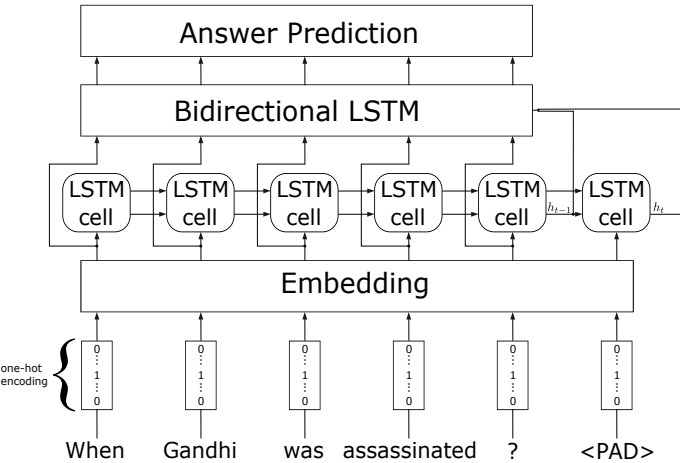 Answer Prediction
Bidirectional LSTM
LSTM cell LSTM cell LSTM cell LSTM cell LSTM cell LSTM cell
h_{t-1} h_t
Embedding
one-hot encoding
0 0 0 0 0 0
⋮ ⋮ ⋮ ⋮ ⋮ ⋮
1 1 1 1 1 1
⋮ ⋮ ⋮ ⋮ ⋮ ⋮
0 0 0 0 0 0
When Gandhi was assassinated ? <PAD>